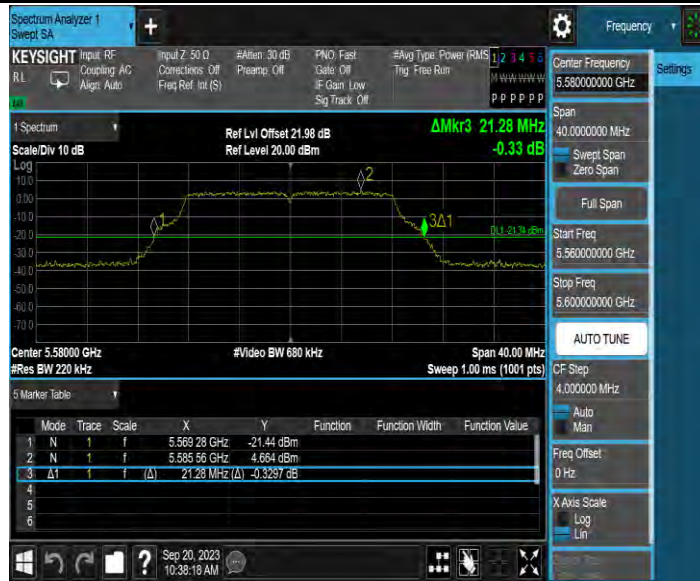 Spectrum Analyzer 1
Swept SA
+
Frequency
KEYSIGHT
RL
Input: RF
Coupling: AC
Align: Auto
Input Z: 50 Ω
Corrections: Off
Freq Ref: Int (S)
#Atten: 30 dB
Preamp: Off
PNO: Fast
Gate: Off
IF Gain: Low
Sig Track: Off
#Avg Type: Power (RMS
Trig: Free Run
1 2 3 4 5 6
M W W W W W
P P P P P P
1 Spectrum
Scale/Div 10 dB
Ref Lvl Offset 21.98 dB
Ref Level 20.00 dBm
ΔMkr3 21.28 MHz
-0.33 dB
Log
10.0
0.00
-10.0
-20.0
-30.0
-40.0
-50.0
-60.0
-70.0
1
2
3Δ1
DL1 -21.34 dBm
Center 5.58000 GHz
#Res BW 220 kHz
#Video BW 680 kHz
Span 40.00 MHz
Sweep 1.00 ms (1001 pts)
5 Marker Table
Mode Trace Scale X Y Function Function Width Function Value
1 N 1 f 5.569 28 GHz -21.44 dBm
2 N 1 f 5.585 56 GHz 4.664 dBm
3 Δ1 1 f (Δ) 21.28 MHz (Δ) -0.3297 dB
4
5
6
Center Frequency
5.580000000 GHz
Settings
Span
40.0000000 MHz
Swept Span
Zero Span
Full Span
Start Freq
5.560000000 GHz
Stop Freq
5.600000000 GHz
AUTO TUNE
CF Step
4.000000 MHz
Auto
Man
Freq Offset
0 Hz
X Axis Scale
Log
Lin
?
Sep 20, 2023
10:38:18 AM